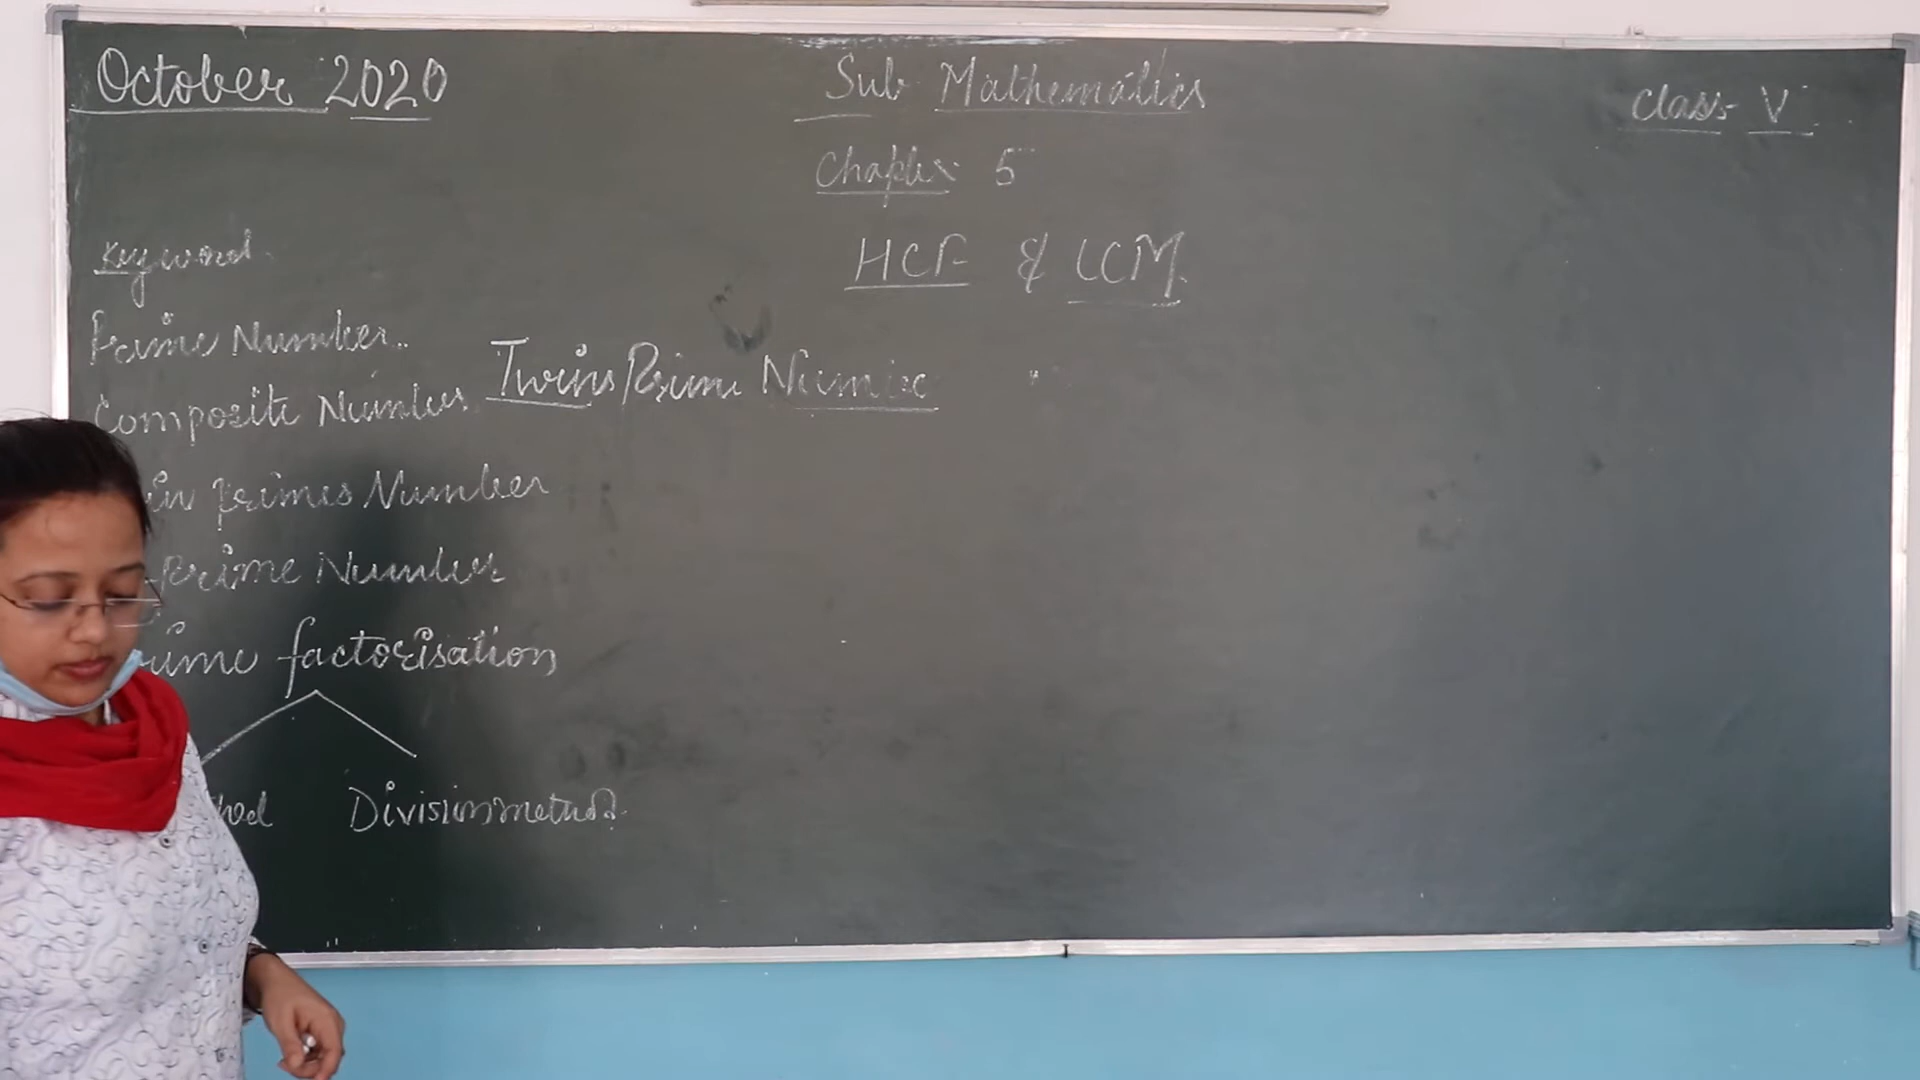 October 2020
Sub Mathematics
Class V
Chapter 5
HCF & LCM
Keyword
Prime Number
Composite Number
Twins Prime Number
primes Number
Prime Number
factorisation
Division method